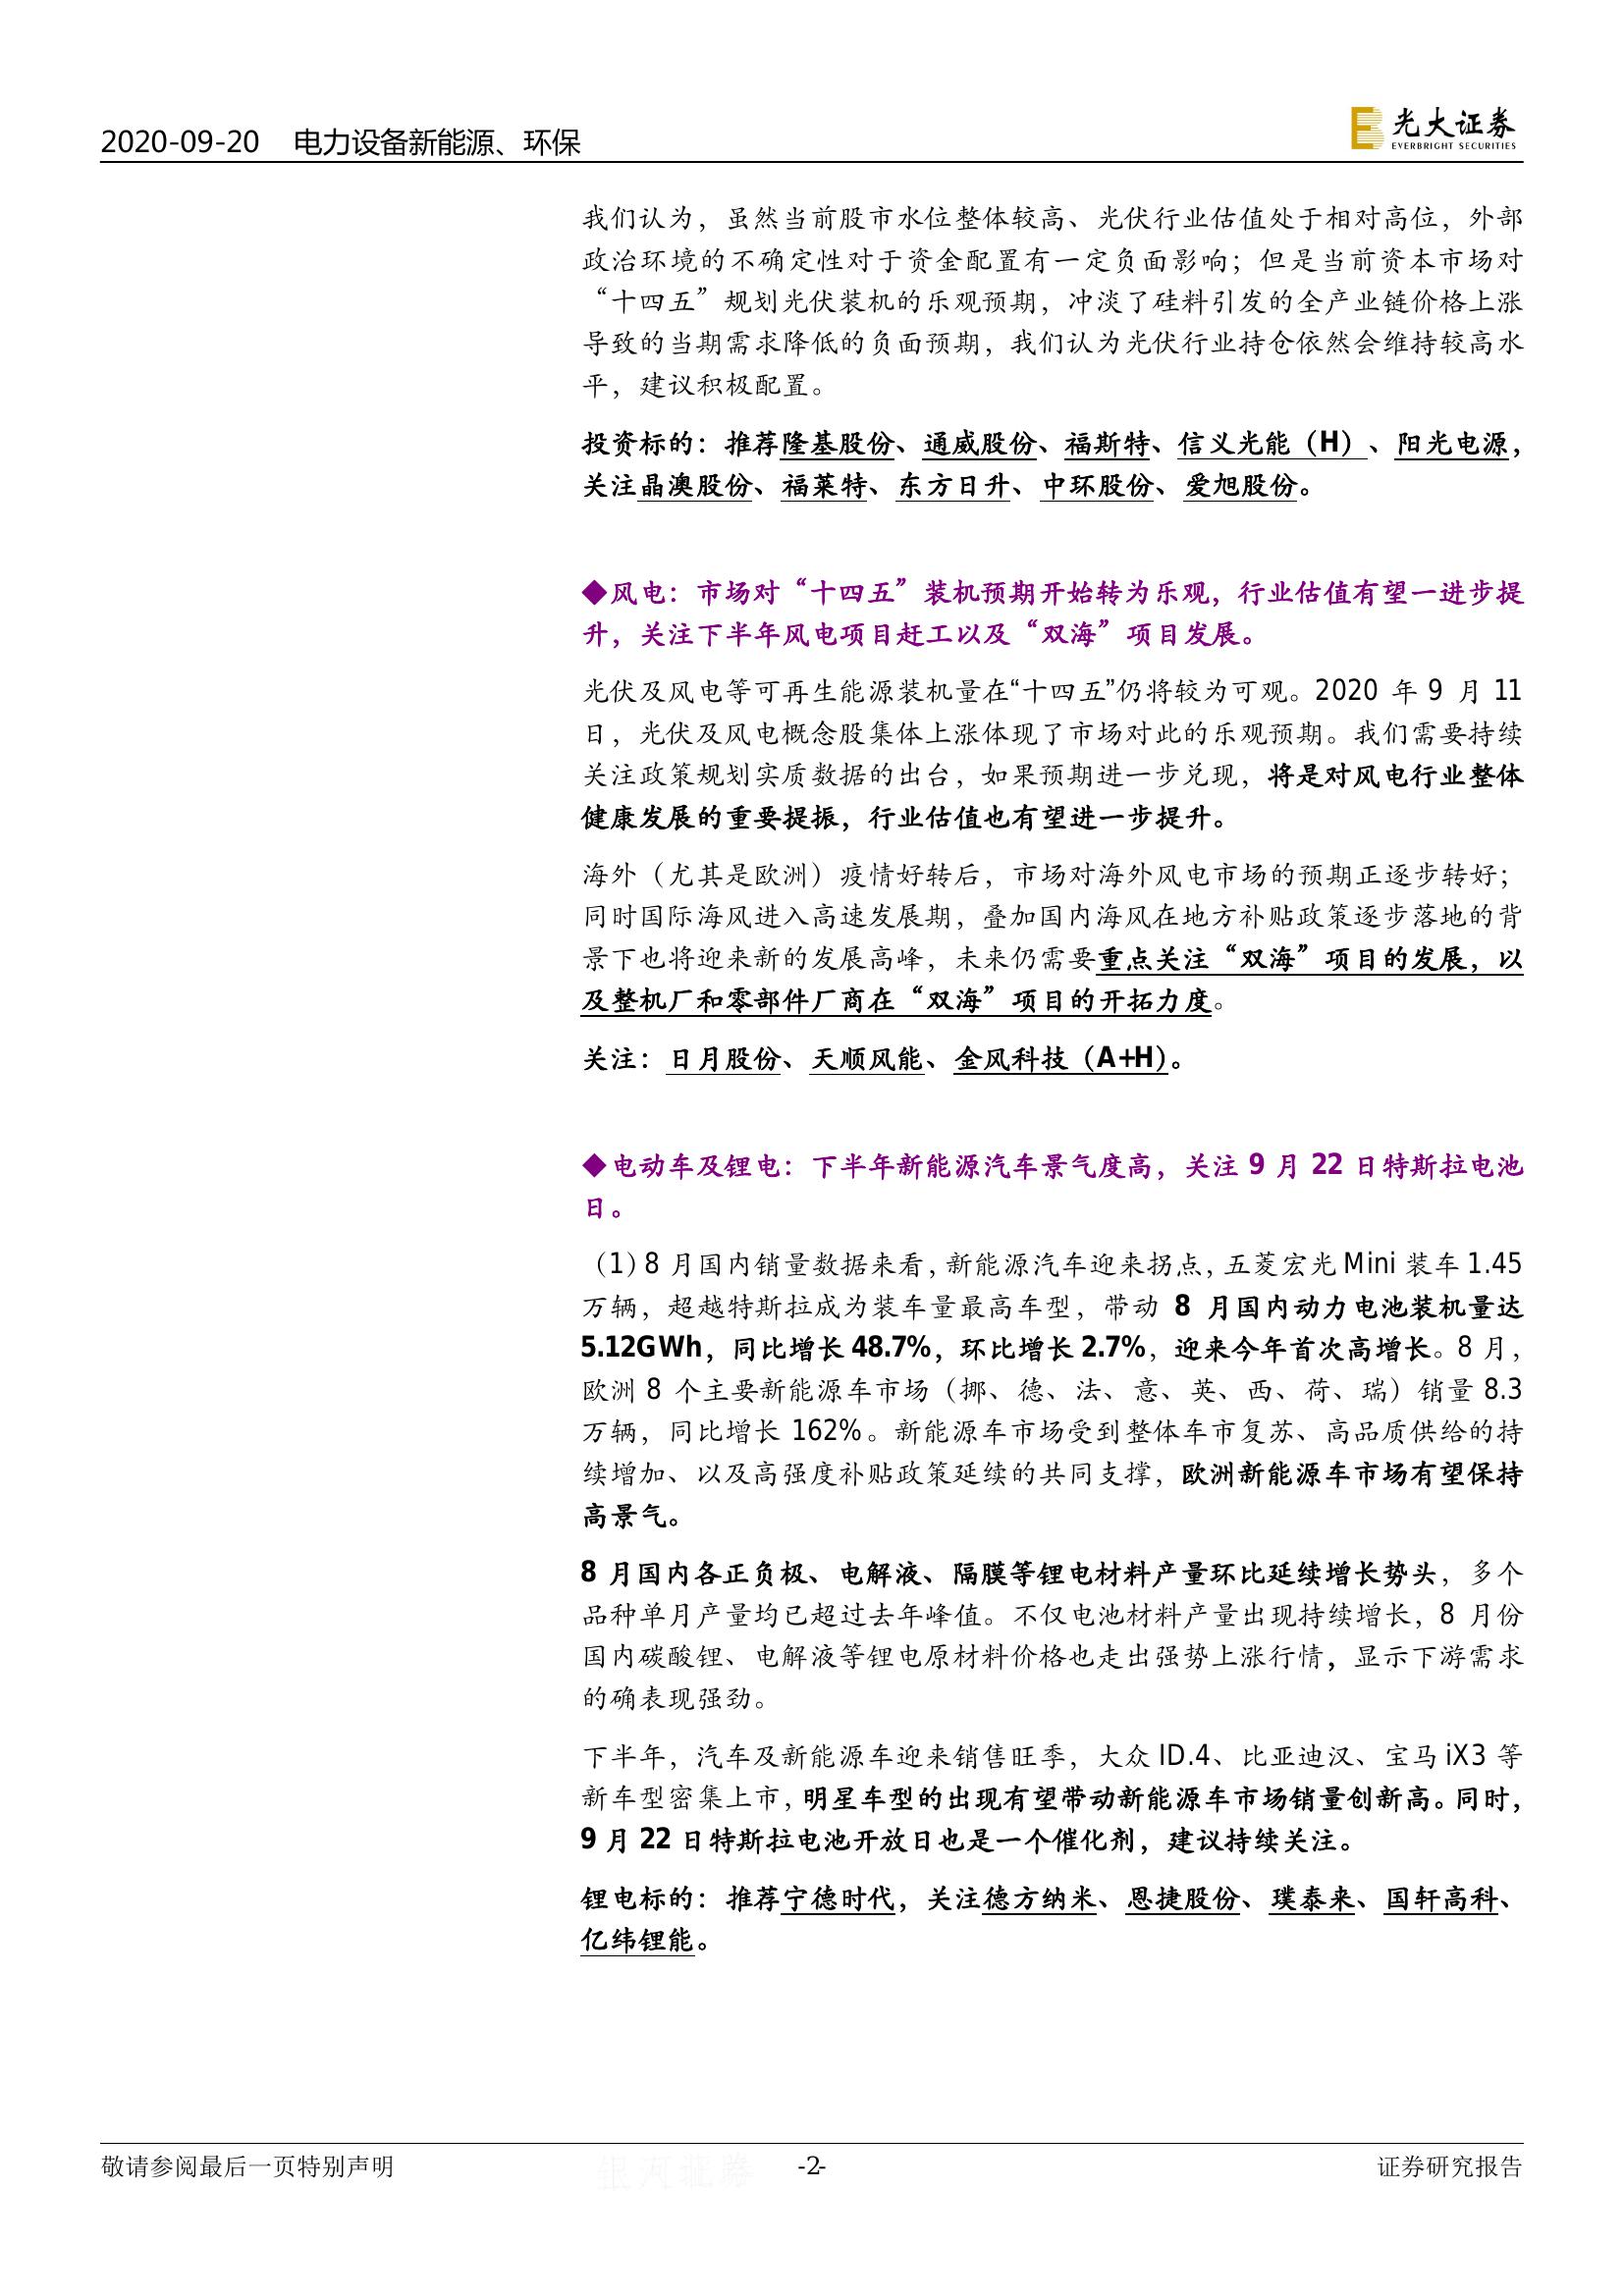 2020-09-20 电力设备新能源、环保
光大证券
EVERBRIGHT SECURITIES
我们认为，虽然当前股市水位整体较高、光伏行业估值处于相对高位，外部
政治环境的不确定性对于资金配置有一定负面影响；但是当前资本市场对
“十四五”规划光伏装机的乐观预期，冲淡了硅料引发的全产业链价格上涨
导致的当期需求降低的负面预期，我们认为光伏行业持仓依然会维持较高水
平，建议积极配置。
投资标的：推荐隆基股份、通威股份、福斯特、信义光能（H）、阳光电源，
关注晶澳股份、福莱特、东方日升、中环股份、爱旭股份。
◆风电：市场对“十四五”装机预期开始转为乐观，行业估值有望一进步提
升，关注下半年风电项目赶工以及“双海”项目发展。
光伏及风电等可再生能源装机量在“十四五”仍将较为可观。2020 年 9 月 11
日，光伏及风电概念股集体上涨体现了市场对此的乐观预期。我们需要持续
关注政策规划实质数据的出台，如果预期进一步兑现，将是对风电行业整体
健康发展的重要提振，行业估值也有望进一步提升。
海外（尤其是欧洲）疫情好转后，市场对海外风电市场的预期正逐步转好；
同时国际海风进入高速发展期，叠加国内海风在地方补贴政策逐步落地的背
景下也将迎来新的发展高峰，未来仍需要重点关注“双海”项目的发展，以
及整机厂和零部件厂商在“双海”项目的开拓力度。
关注：日月股份、天顺风能、金风科技（A+H）。
◆电动车及锂电：下半年新能源汽车景气度高，关注 9 月 22 日特斯拉电池
日。
（1）8 月国内销量数据来看，新能源汽车迎来拐点，五菱宏光 Mini 装车 1.45
万辆，超越特斯拉成为装车量最高车型，带动 8 月国内动力电池装机量达
5.12GWh，同比增长 48.7%，环比增长 2.7%，迎来今年首次高增长。8 月，
欧洲 8 个主要新能源车市场（挪、德、法、意、英、西、荷、瑞）销量 8.3
万辆，同比增长 162%。新能源车市场受到整体车市复苏、高品质供给的持
续增加、以及高强度补贴政策延续的共同支撑，欧洲新能源车市场有望保持
高景气。
8 月国内各正负极、电解液、隔膜等锂电材料产量环比延续增长势头，多个
品种单月产量均已超过去年峰值。不仅电池材料产量出现持续增长，8 月份
国内碳酸锂、电解液等锂电原材料价格也走出强势上涨行情，显示下游需求
的确表现强劲。
下半年，汽车及新能源车迎来销售旺季，大众 ID.4、比亚迪汉、宝马 iX3 等
新车型密集上市，明星车型的出现有望带动新能源车市场销量创新高。同时，
9 月 22 日特斯拉电池开放日也是一个催化剂，建议持续关注。
锂电标的：推荐宁德时代，关注德方纳米、恩捷股份、璞泰来、国轩高科、
亿纬锂能。
敬请参阅最后一页特别声明 -2- 证券研究报告